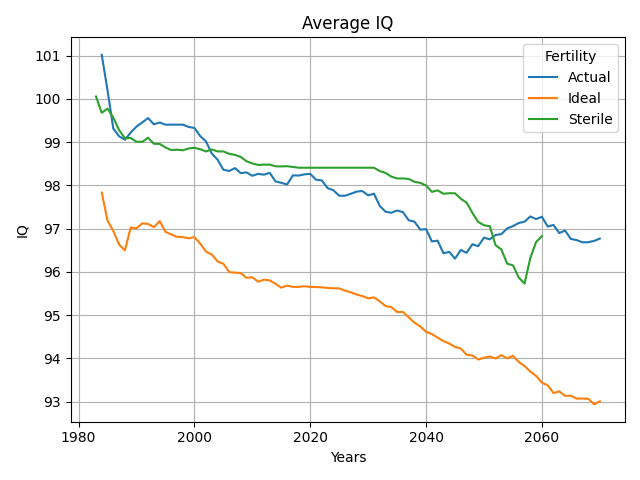 Average IQ
IQ
101
100
99
98
97
96
95
94
93
Fertility
Actual
Ideal
Sterile
1980
2000
2020
2040
2060
Years